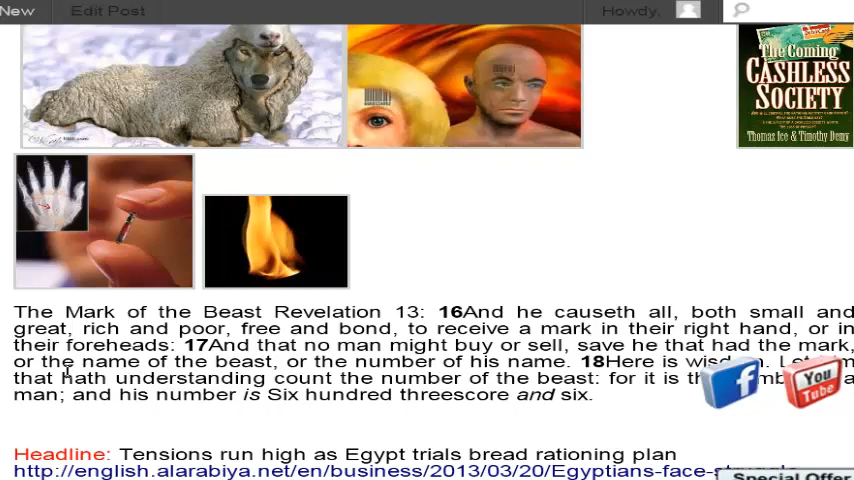 New Edit Post Howdy,
The Coming
CASHLESS
SOCIETY
Thomas Ice & Timothy Demy
The Mark of the Beast Revelation 13: 16And he causeth all, both small and
great, rich and poor, free and bond, to receive a mark in their right hand, or in
their foreheads: 17And that no man might buy or sell, save he that had the mark,
or the name of the beast, or the number of his name. 18Here is
that hath understanding count the number of the beast: for it is a
man; and his number is Six hundred threescore and six.
You
Tube
Headline: Tensions run high as Egypt trials bread rationing plan
http://english.alarabiya.net/en/business/2013/03/20/Egyptians-face-
Special Offer